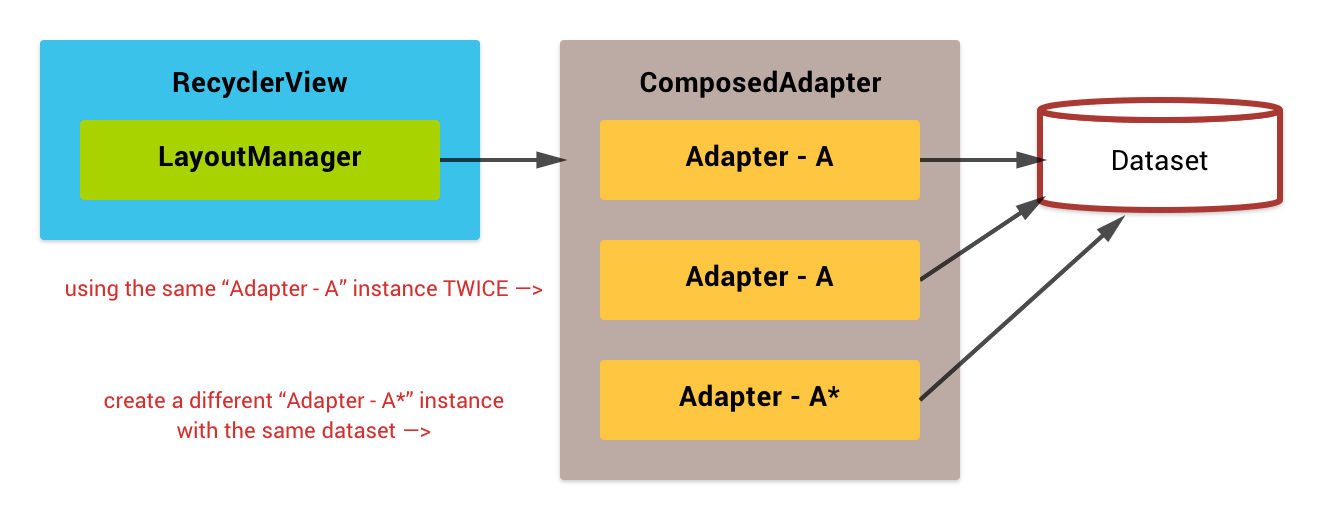 RecyclerView
LayoutManager
ComposedAdapter
Adapter - A
Adapter - A
Adapter - A*
Dataset
using the same “Adapter - A” instance TWICE —>
create a different “Adapter - A*” instance
with the same dataset —>